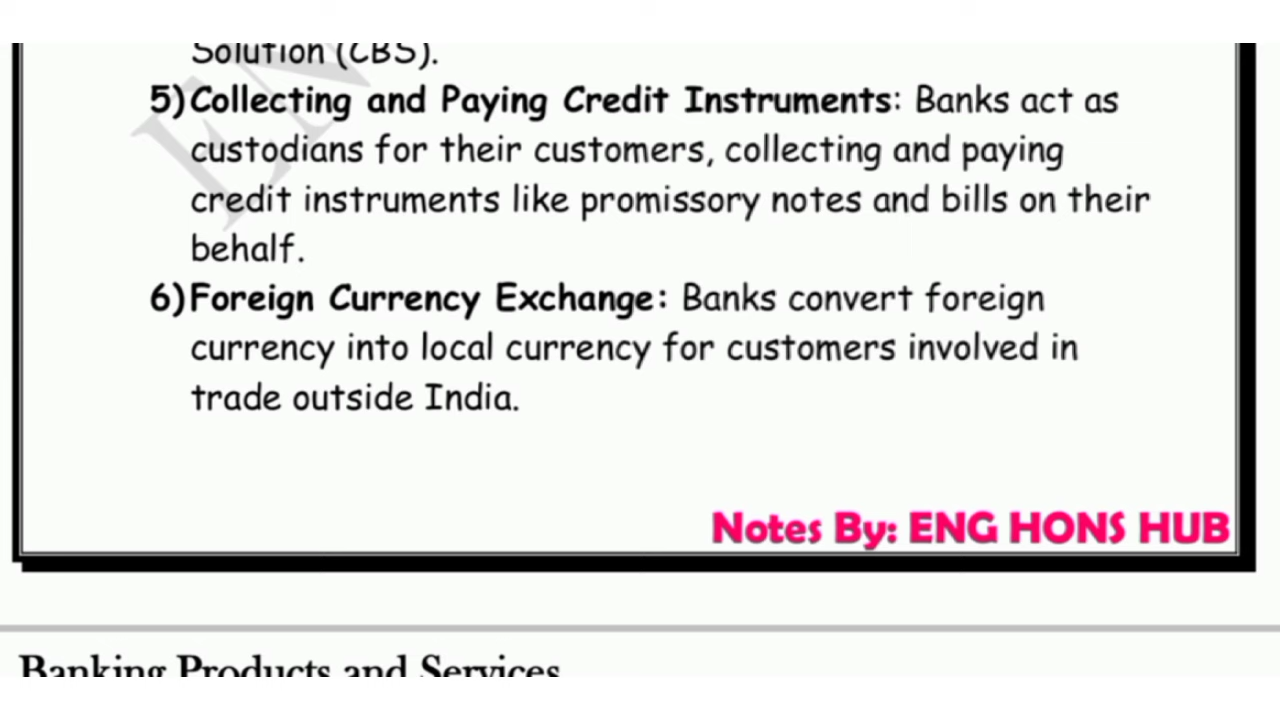 Solution (CBS).
5) Collecting and Paying Credit Instruments: Banks act as
custodians for their customers, collecting and paying
credit instruments like promissory notes and bills on their
behalf.
6) Foreign Currency Exchange: Banks convert foreign
currency into local currency for customers involved in
trade outside India.
Notes By: ENG HONS HUB
Banking Products and Services